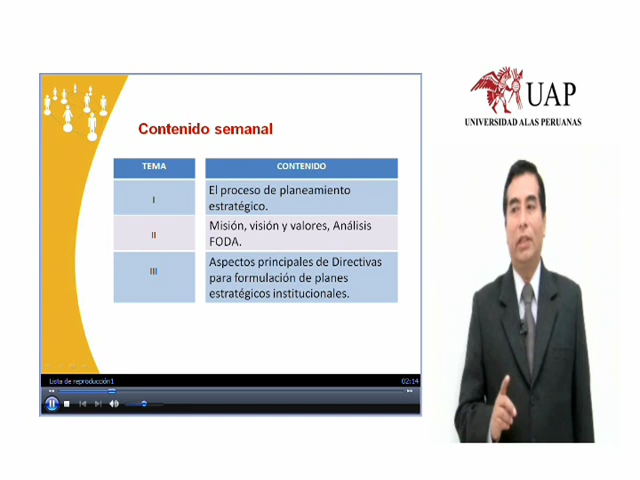 UAP
UNIVERSIDAD ALAS PERUANAS
Contenido semanal
TEMA
CONTENIDO
I
El proceso de planeamiento
estratégico.
II
Misión, visión y valores, Análisis
FODA.
III
Aspectos principales de Directivas
para formulación de planes
estratégicos institucionales.
Lista de reproducción1
02:14